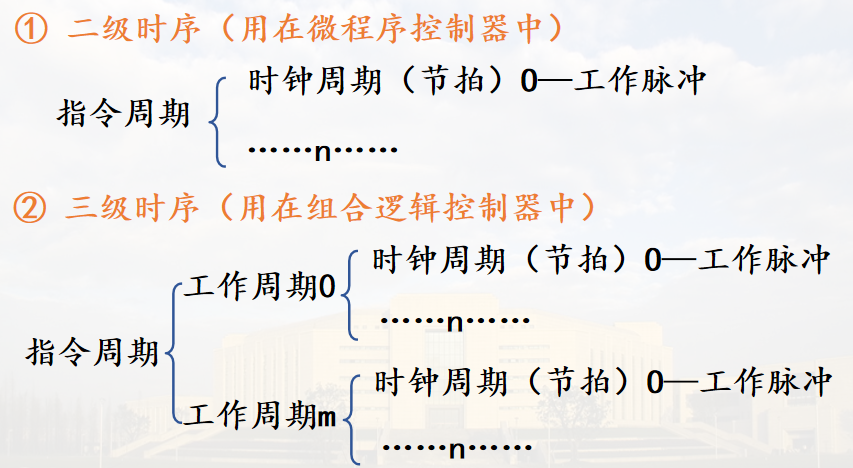 ① 二级时序（用在微程序控制器中）
时钟周期（节拍）0—工作脉冲
指令周期
……n……
② 三级时序（用在组合逻辑控制器中）
时钟周期（节拍）0—工作脉冲
工作周期0
……n……
指令周期
时钟周期（节拍）0—工作脉冲
工作周期m
……n……